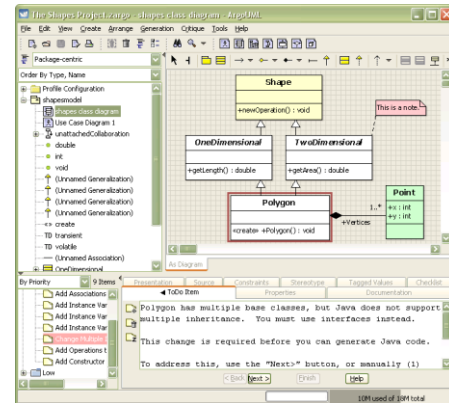 The Shapes Project.zargo - shapes class diagram - ArgoUML
File Edit View Create Arrange Generation Critique Tools Help
Package-centric
Order By Type, Name
Profile Configuration
shapesmodel
shapes class diagram
Use Case Diagram 1
unattachedCollaboration
double
int
void
(Unnamed Generalization)
(Unnamed Generalization)
(Unnamed Generalization)
(Unnamed Generalization)
create
TD transient
TD volatile
(Unnamed Association)
OneDimensional
Shape
+newOperation() : void
This is a note.
OneDimensional
+getLength() : double
TwoDimensional
+getArea() : double
Polygon
«create» +Polygon() : void
1..*
+Vertices
Point
+x : int
+y : int
As Diagram
By Priority
9 Items
Add Associations
Add Instance Var
Add Instance Var
Add Instance Var
Change Multiple
Add Operations t
Add Constructor
Low
Presentation Source Constraints Stereotype Tagged Values Checklist
ToDo Item Properties Documentation
Polygon has multiple base classes, but Java does not support
multiple inheritance. You must use interfaces instead.
This change is required before you can generate Java code.
To address this, use the "Next>" button, or manually (1)
< Back Next > Finish Help
10M used of 18M total